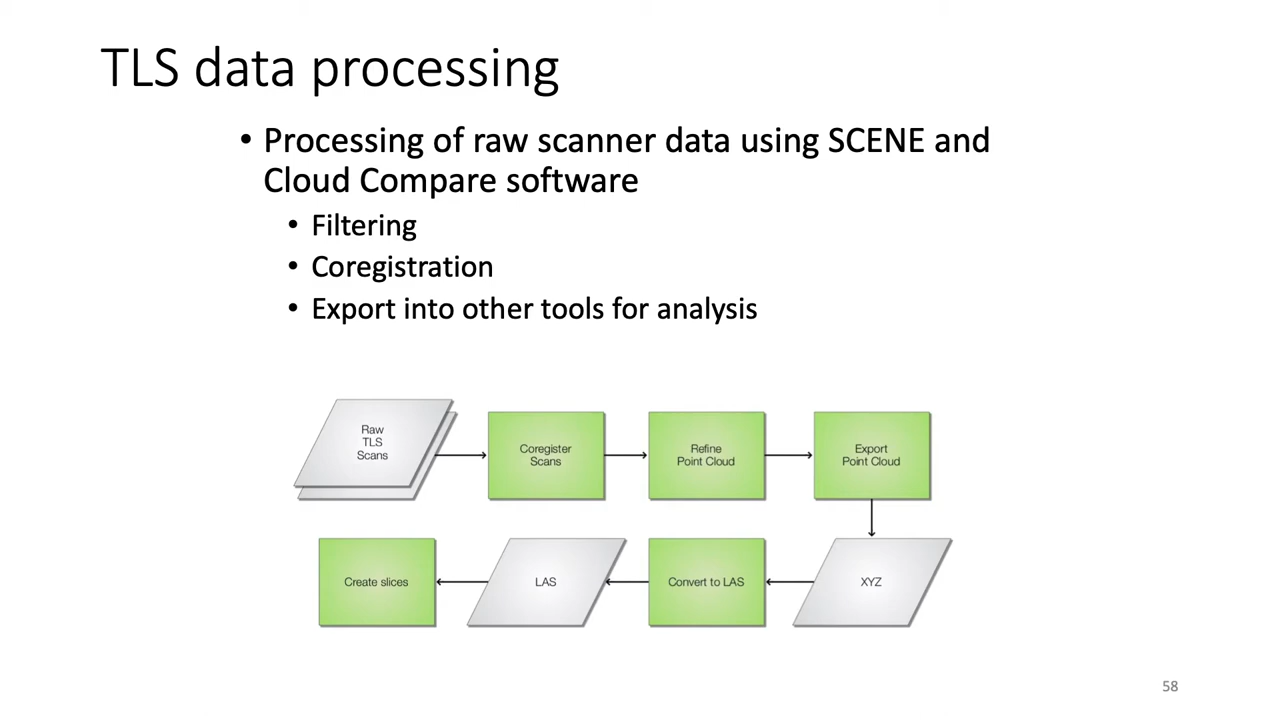 TLS data processing
• Processing of raw scanner data using SCENE and
Cloud Compare software
• Filtering
• Coregistration
• Export into other tools for analysis
Raw
TLS
Scans
Coregister
Scans
Refine
Point Cloud
Export
Point Cloud
Create slices
LAS
Convert to LAS
XYZ
58